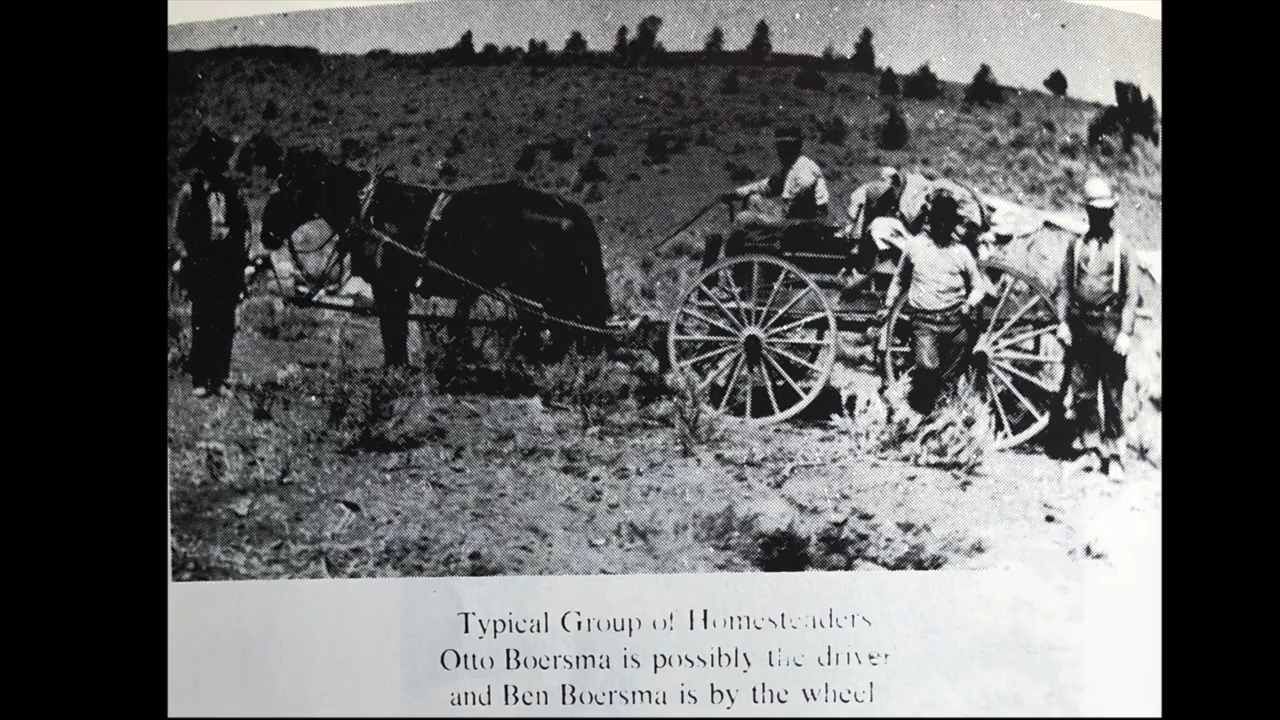 Typical Group of Homesteaders
Otto Boersma is possibly the driver
and Ben Boersma is by the wheel